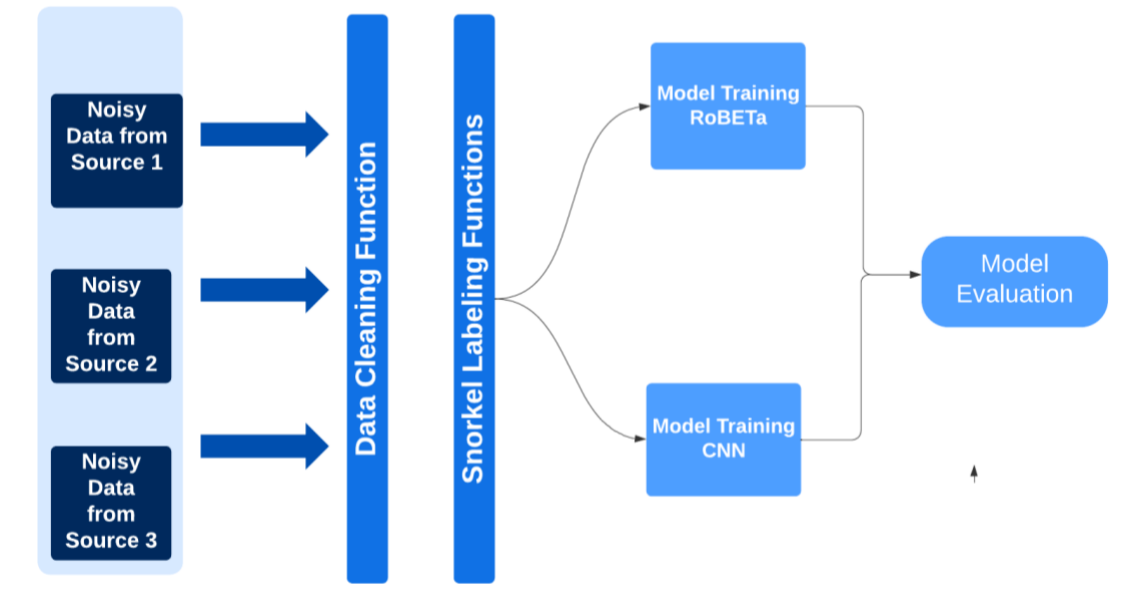 Noisy
Data from
Source 1
Noisy
Data
from
Source 2
Noisy
Data
from
Source 3
Data Cleaning Function
Snorkel Labeling Functions
Model Training
RoBETa
Model Training
CNN
Model
Evaluation